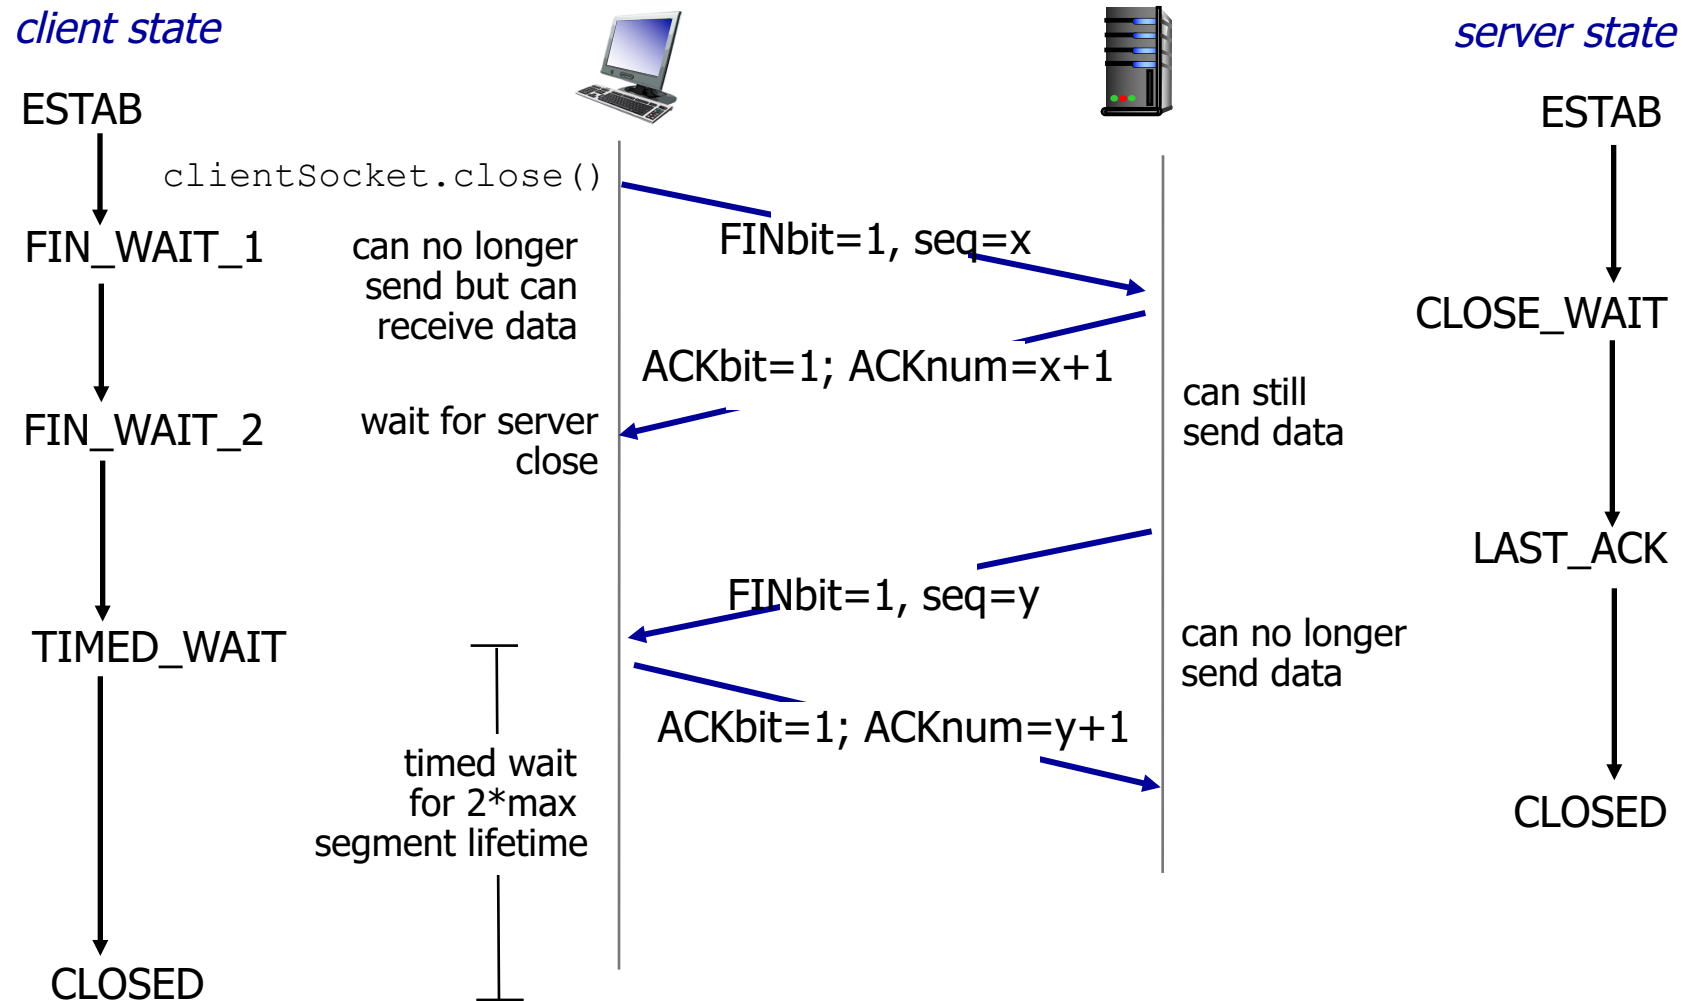 client state
server state
ESTAB
ESTAB
clientSocket.close()
FIN_WAIT_1
can no longer
send but can
receive data
FINbit=1, seq=x
CLOSE_WAIT
ACKbit=1; ACKnum=x+1
can still
send data
FIN_WAIT_2
wait for server
close
LAST_ACK
FINbit=1, seq=y
TIMED_WAIT
can no longer
send data
ACKbit=1; ACKnum=y+1
timed wait
for 2*max
segment lifetime
CLOSED
CLOSED